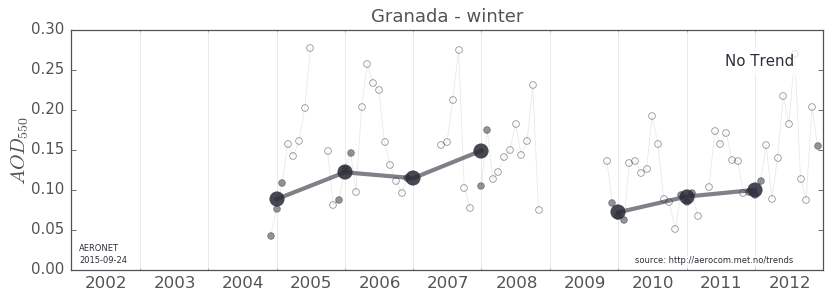 Granada - winter
0.30
0.25
0.20
0.15
0.10
0.05
0.00
AOD550
No Trend
AERONET
2015-09-24
source: http://aerocom.met.no/trends
2002 2003 2004 2005 2006 2007 2008 2009 2010 2011 2012